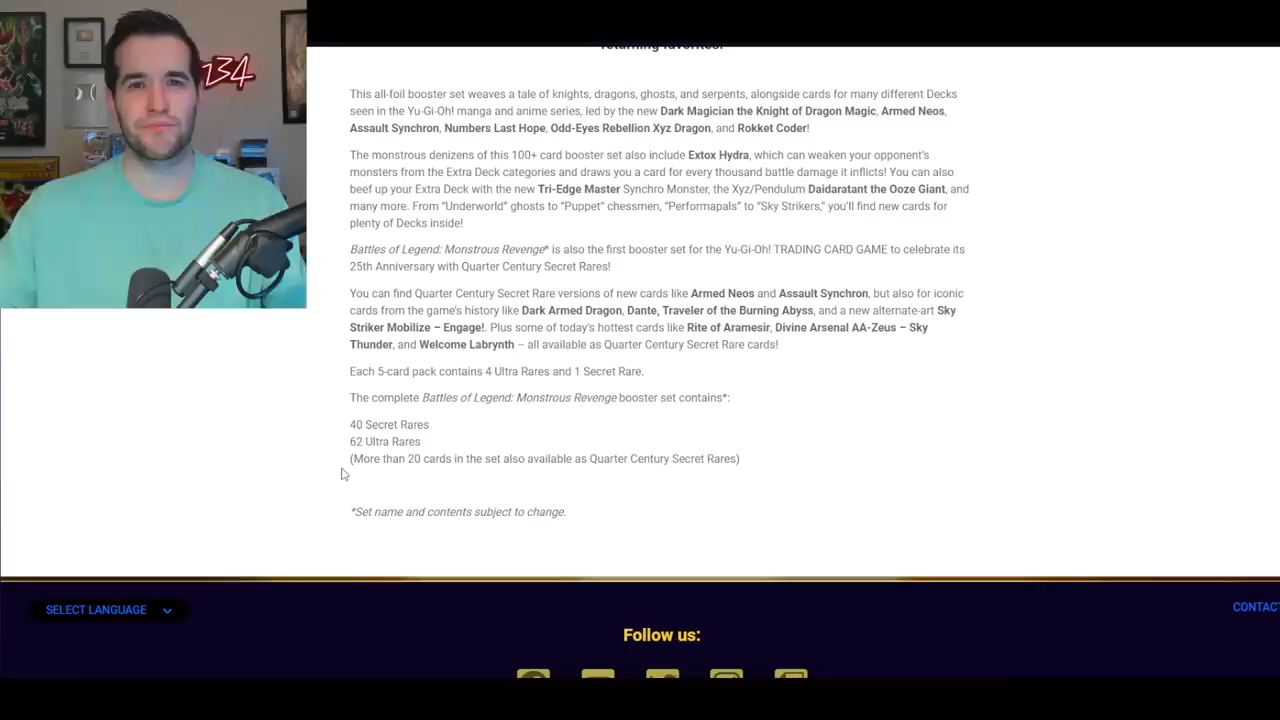 134
returning favorites!
This all-foil booster set weaves a tale of knights, dragons, ghosts, and serpents, alongside cards for many different Decks
seen in the Yu-Gi-Oh! manga and anime series, led by the new Dark Magician the Knight of Dragon Magic, Armed Neos,
Assault Synchron, Numbers Last Hope, Odd-Eyes Rebellion Xyz Dragon, and Rokket Coder!
The monstrous denizens of this 100+ card booster set also include Extox Hydra, which can weaken your opponent's
monsters from the Extra Deck categories and draws you a card for every thousand battle damage it inflicts! You can also
beef up your Extra Deck with the new Tri-Edge Master Synchro Monster, the Xyz/Pendulum Daidaratant the Ooze Giant, and
many more. From “Underworld” ghosts to “Puppet” chessmen, “Performapals” to “Sky Strikers,” you'll find new cards for
plenty of Decks inside!
Battles of Legend: Monstrous Revenge* is also the first booster set for the Yu-Gi-Oh! TRADING CARD GAME to celebrate its
25th Anniversary with Quarter Century Secret Rares!
You can find Quarter Century Secret Rare versions of new cards like Armed Neos and Assault Synchron, but also for iconic
cards from the game's history like Dark Armed Dragon, Dante, Traveler of the Burning Abyss, and a new alternate-art Sky
Striker Mobilize – Engage!. Plus some of today's hottest cards like Rite of Aramesir, Divine Arsenal AA-Zeus – Sky
Thunder, and Welcome Labrynth – all available as Quarter Century Secret Rare cards!
Each 5-card pack contains 4 Ultra Rares and 1 Secret Rare.
The complete Battles of Legend: Monstrous Revenge booster set contains*:
40 Secret Rares
62 Ultra Rares
(More than 20 cards in the set also available as Quarter Century Secret Rares)
*Set name and contents subject to change.
SELECT LANGUAGE
CONTACT
Follow us: